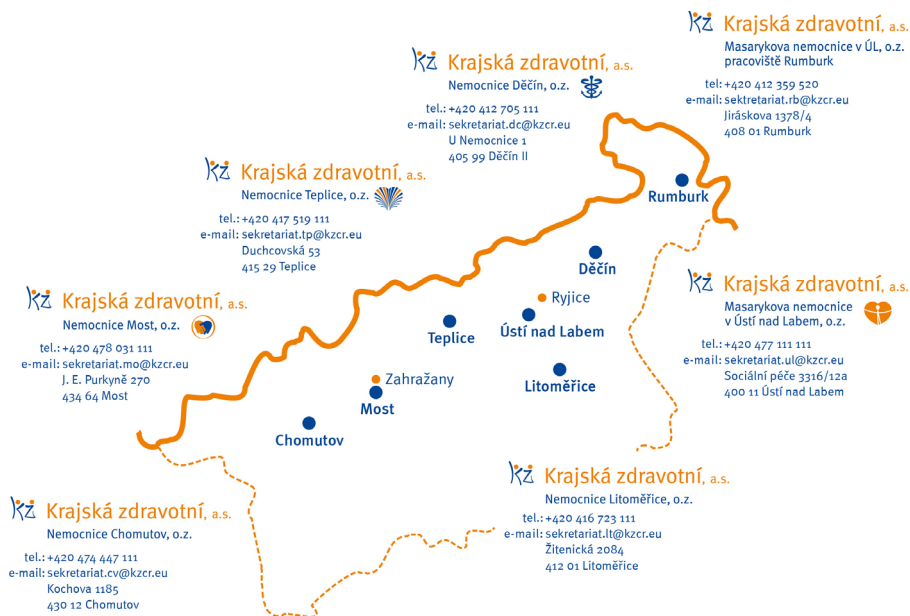 kz Krajská zdravotní, a.s.
Masarykova nemocnice v ÚL, o.z.
pracoviště Rumburk
tel.: +420 412 359 520
e-mail: sektretariat.rb@kzcr.eu
Jiráskova 1378/4
408 01 Rumburk
kz Krajská zdravotní, a.s.
Nemocnice Děčín, o.z.
tel.: +420 412 705 111
e-mail: sekretariat.dc@kzcr.eu
U Nemocnice 1
405 99 Děčín II
kz Krajská zdravotní, a.s.
Nemocnice Teplice, o.z.
tel.: +420 417 519 111
e-mail: sekretariat.tp@kzcr.eu
Duchcovská 53
415 29 Teplice
Rumburk
Děčín
Ryjice
Ústí nad Labem
Teplice
Litoměřice
Zahražany
Most
Chomutov
kz Krajská zdravotní, a.s.
Masarykova nemocnice
v Ústí nad Labem, o.z.
tel.: +420 477 111 111
e-mail: sekretariat.ul@kzcr.eu
Sociální péče 3316/12a
400 11 Ústí nad Labem
kz Krajská zdravotní, a.s.
Nemocnice Most, o.z.
tel.: +420 478 031 111
e-mail: sekretariat.mo@kzcr.eu
J. E. Purkyně 270
434 64 Most
kz Krajská zdravotní, a.s.
Nemocnice Litoměřice, o.z.
tel.: +420 416 723 111
e-mail: sekretariat.lt@kzcr.eu
Žitenická 2084
412 01 Litoměřice
kz Krajská zdravotní, a.s.
Nemocnice Chomutov, o.z.
tel.: +420 474 447 111
e-mail: sekretariat.cv@kzcr.eu
Kochova 1185
430 12 Chomutov